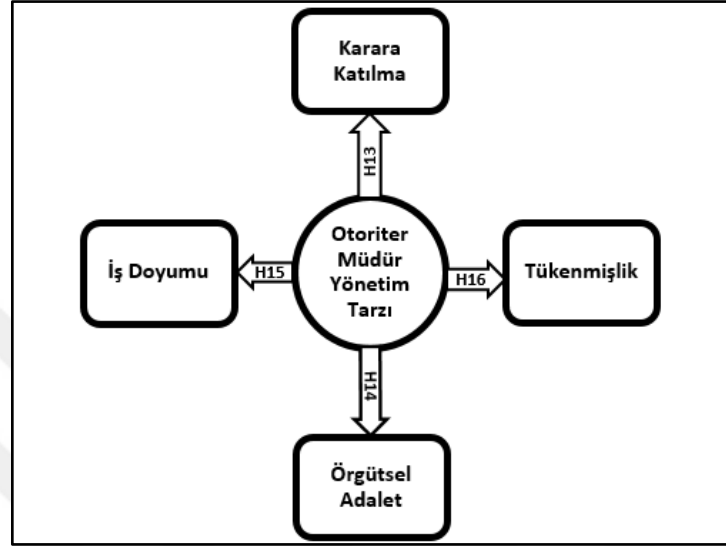 Karara
Katılma
H13
Otoriter
Müdür
Yönetim
Tarzı
İş Doyumu
H15
H16
Tükenmişlik
H14
Örgütsel
Adalet